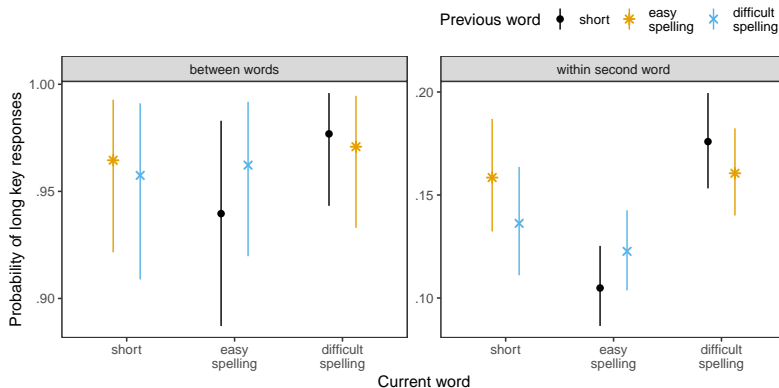 Previous word short easy spelling difficult spelling
between words within second word
Probability of long key responses
1.00
.95
.90
.20
.15
.10
short easy spelling difficult spelling
short easy spelling difficult spelling
Current word